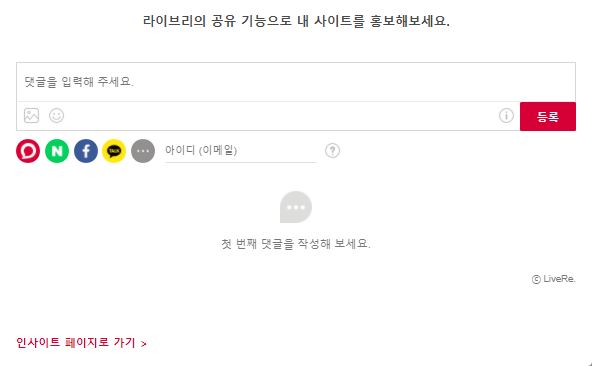 라이브리의 공유 기능으로 내 사이트를 홍보해보세요.
댓글을 입력해 주세요.
등록
N f TALK 아이디 (이메일) ?
첫 번째 댓글을 작성해 보세요.
ⓒ LiveRe.
인사이트 페이지로 가기 >